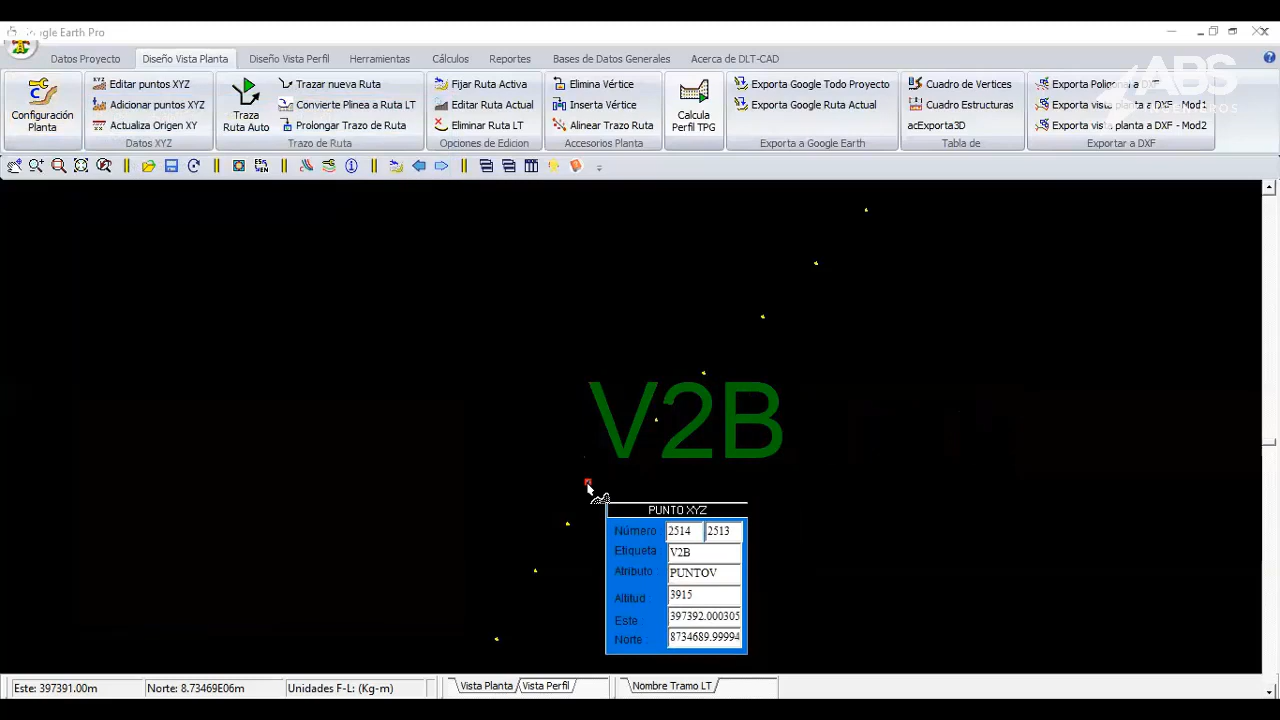 Google Earth Pro
Datos Proyecto Diseño Vista Planta Diseño Vista Perfil Herramientas Cálculos Reportes Bases de Datos Generales Acerca de DLT-CAD
Configuración Planta
Editar puntos XYZ
Adicionar puntos XYZ
Actualiza Origen XY
Datos XYZ
Traza Ruta Auto
Trazar nueva Ruta
Convierte Plinea a Ruta LT
Prolongar Trazo de Ruta
Trazo de Ruta
Fijar Ruta Activa
Editar Ruta Actual
Eliminar Ruta LT
Opciones de Edicion
Elimina Vértice
Inserta Vértice
Alinear Trazo Ruta
Accesorios Planta
Calcula Perfil TPG
Exporta Google Todo Proyecto
Exporta Google Ruta Actual
Exporta a Google Earth
Cuadro de Vertices
Cuadro Estructuras
acExporta3D
Tabla de
Exporta Poligonal a DXF
Exporta vista planta a DXF - Mod1
Exporta vista planta a DXF - Mod2
Exportar a DXF
ABS
INGENIEROS
V2B
PUNTO XYZ
Número 2514 2513
Etiqueta V2B
Atributo PUNTOV
Altitud 3915
Este 397392.000305
Norte 8734689.99994
Este: 397391.00m Norte: 8.73469E06m Unidades F-L: (Kg-m) Vista Planta Vista Perfil Nombre Tramo LT